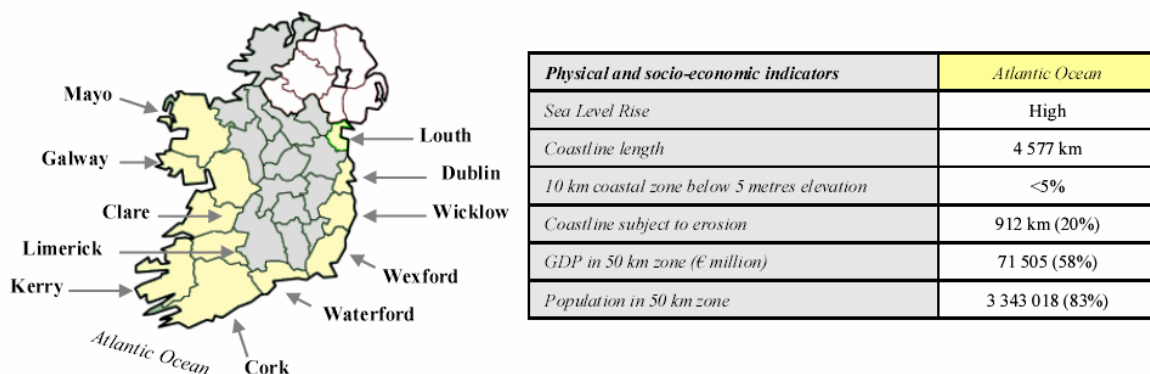 Mayo
Galway
Clare
Limerick
Kerry
Atlantic Ocean
Cork
Waterford
Wexford
Wicklow
Dublin
Louth
Physical and socio-economic indicators Atlantic Ocean
Sea Level Rise High
Coastline length 4 577 km
10 km coastal zone below 5 metres elevation <5%
Coastline subject to erosion 912 km (20%)
GDP in 50 km zone (€ million) 71 505 (58%)
Population in 50 km zone 3 343 018 (83%)